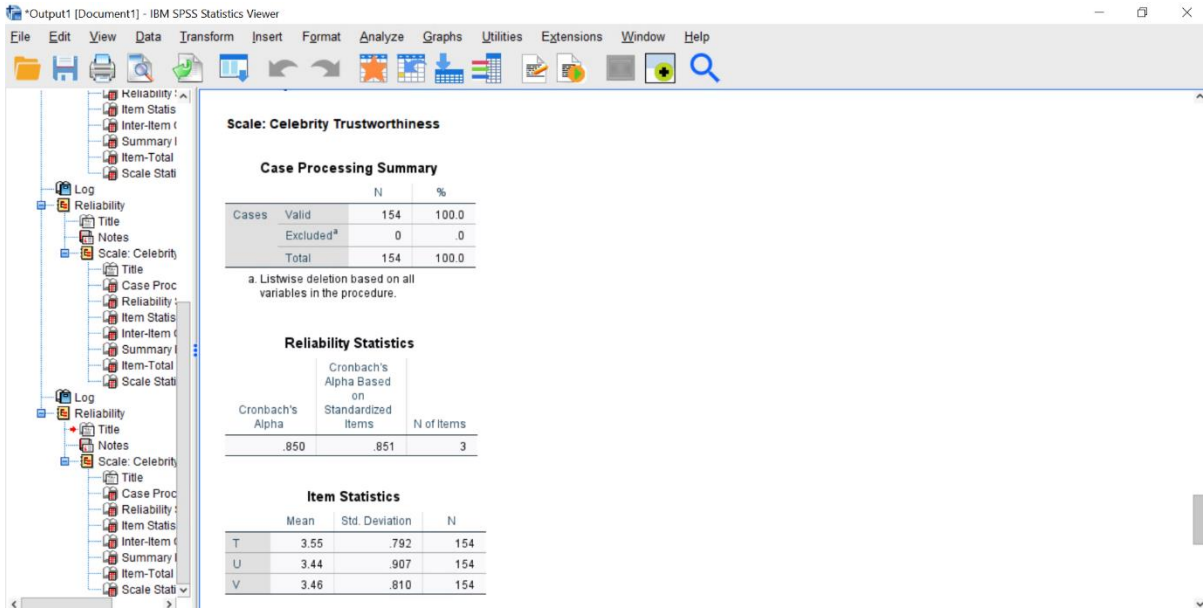 *Output1 [Document1] - IBM SPSS Statistics Viewer
File Edit View Data Transform Insert Format Analyze Graphs Utilities Extensions Window Help
Reliability
Item Statis
Inter-Item
Summary
Item-Total
Scale Stati
Log
Reliability
Title
Notes
Scale: Celebrity
Title
Case Proc
Reliability
Item Statis
Inter-Item
Summary
Item-Total
Scale Stati
Log
Reliability
Title
Notes
Scale: Celebrity
Title
Case Proc
Reliability
Item Statis
Inter-Item
Summary
Item-Total
Scale Stati
Scale: Celebrity Trustworthiness
Case Processing Summary
N %
Cases Valid 154 100.0
Excludedᵃ 0 .0
Total 154 100.0
a. Listwise deletion based on all
variables in the procedure.
Reliability Statistics
Cronbach's
Alpha Based
on
Cronbach's Standardized
Alpha Items N of Items
.850 .851 3
Item Statistics
Mean Std. Deviation N
T 3.55 .792 154
U 3.44 .907 154
V 3.46 .810 154